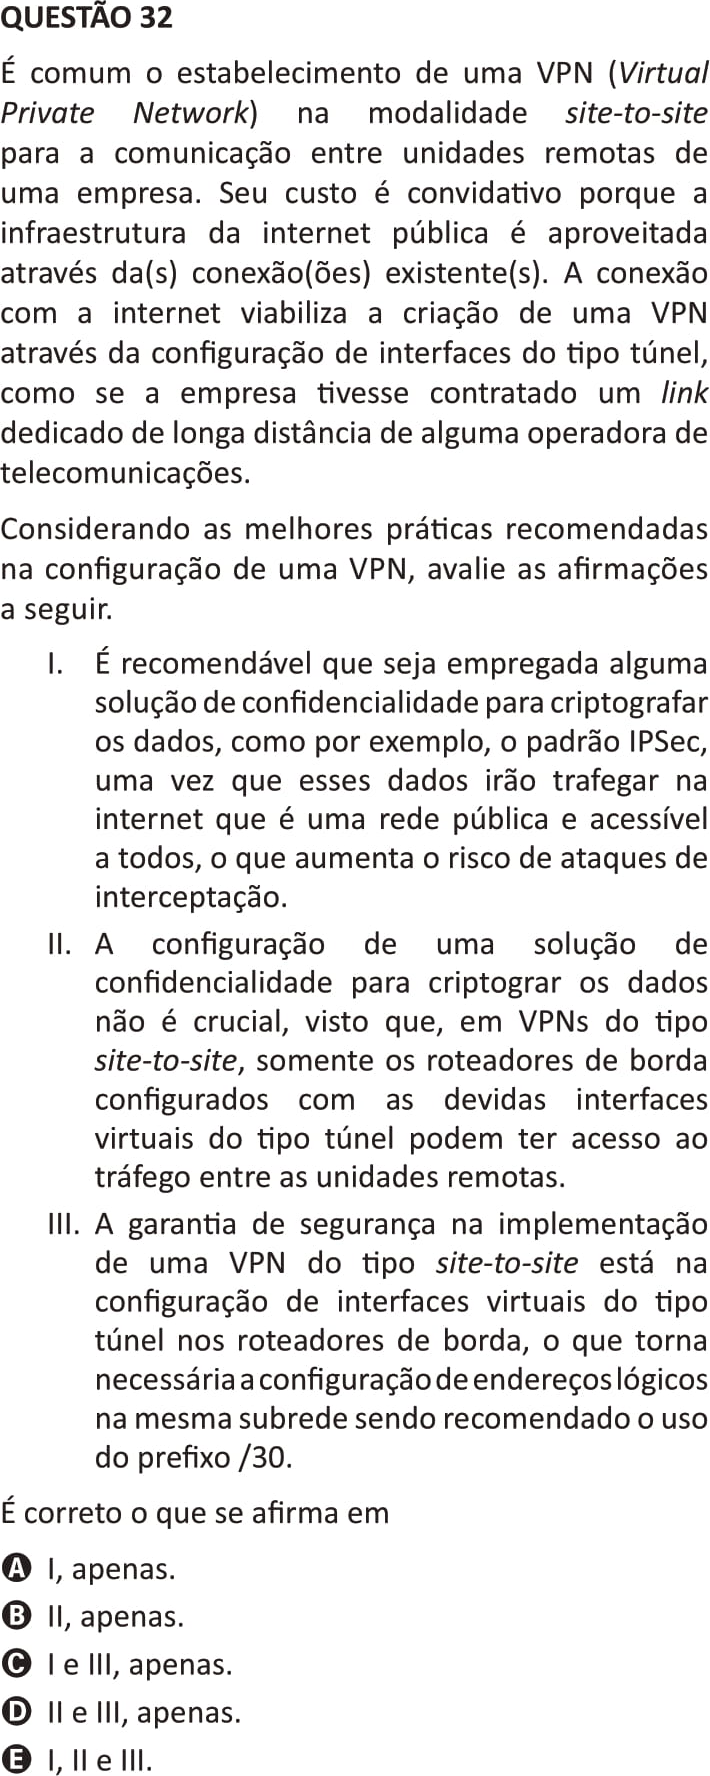 QUESTÃO 32
É comum o estabelecimento de uma VPN (Virtual
Private Network) na modalidade site-to-site
para a comunicação entre unidades remotas de
uma empresa. Seu custo é convidativo porque a
infraestrutura da internet pública é aproveitada
através da(s) conexão(ões) existente(s). A conexão
com a internet viabiliza a criação de uma VPN
através da configuração de interfaces do tipo túnel,
como se a empresa tivesse contratado um link
dedicado de longa distância de alguma operadora de
telecomunicações.
Considerando as melhores práticas recomendadas
na configuração de uma VPN, avalie as afirmações
a seguir.
I. É recomendável que seja empregada alguma
solução de confidencialidade para criptografar
os dados, como por exemplo, o padrão IPSec,
uma vez que esses dados irão trafegar na
internet que é uma rede pública e acessível
a todos, o que aumenta o risco de ataques de
interceptação.
II. A configuração de uma solução de
confidencialidade para criptograr os dados
não é crucial, visto que, em VPNs do tipo
site-to-site, somente os roteadores de borda
configurados com as devidas interfaces
virtuais do tipo túnel podem ter acesso ao
tráfego entre as unidades remotas.
III. A garantia de segurança na implementação
de uma VPN do tipo site-to-site está na
configuração de interfaces virtuais do tipo
túnel nos roteadores de borda, o que torna
necessária a configuração de endereços lógicos
na mesma subrede sendo recomendado o uso
do prefixo /30.
É correto o que se afirma em
A I, apenas.
B II, apenas.
C I e III, apenas.
D II e III, apenas.
E I, II e III.